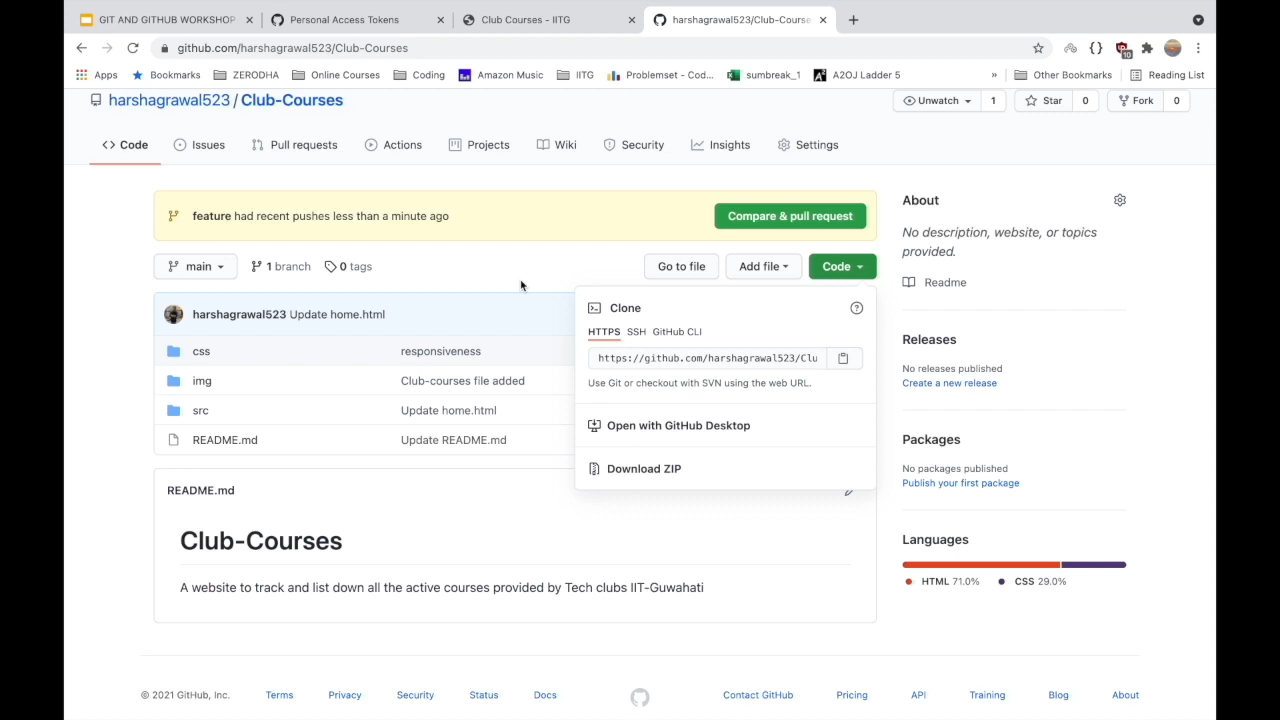 GIT AND GITHUB WORKSHOP
Personal Access Tokens
Club Courses - IITG
harshagrawal523/Club-Course
github.com/harshagrawal523/Club-Courses
10
Apps
Bookmarks
ZERODHA
Online Courses
Coding
Amazon Music
IITG
Problemset - Cod...
sumbreak_1
A2OJ Ladder 5
»
Other Bookmarks
Reading List
harshagrawal523 / Club-Courses
Unwatch
1
Star
0
Fork
0
Code
Issues
Pull requests
Actions
Projects
Wiki
Security
Insights
Settings
feature had recent pushes less than a minute ago
Compare & pull request
main
1 branch
0 tags
Go to file
Add file
Code
harshagrawal523 Update home.html
css
responsiveness
img
Club-courses file added
src
Update home.html
README.md
Update README.md
Clone
HTTPS
SSH
GitHub CLI
https://github.com/harshagrawal523/Clu
Use Git or checkout with SVN using the web URL.
Open with GitHub Desktop
Download ZIP
README.md
Club-Courses
A website to track and list down all the active courses provided by Tech clubs IIT-Guwahati
About
No description, website, or topics
provided.
Readme
Releases
No releases published
Create a new release
Packages
No packages published
Publish your first package
Languages
HTML 71.0%
CSS 29.0%
© 2021 GitHub, Inc.
Terms
Privacy
Security
Status
Docs
Contact GitHub
Pricing
API
Training
Blog
About